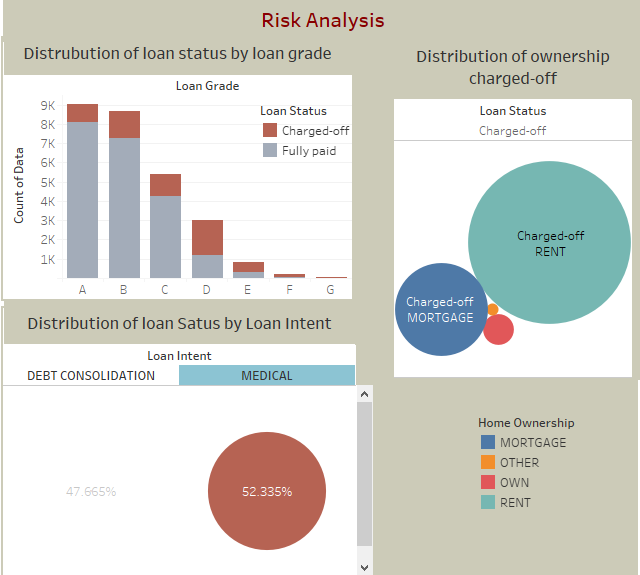 Risk Analysis
Distrubution of loan status by loan grade
Loan Grade
Loan Status
Charged-off
Fully paid
Count of Data
9K
8K
7K
6K
5K
4K
3K
2K
1K
A B C D E F G
Distribution of ownership
charged-off
Loan Status
Charged-off
Charged-off
RENT
Charged-off
MORTGAGE
Distribution of loan Satus by Loan Intent
Loan Intent
DEBT CONSOLIDATION MEDICAL
47.665% 52.335%
Home Ownership
MORTGAGE
OTHER
OWN
RENT